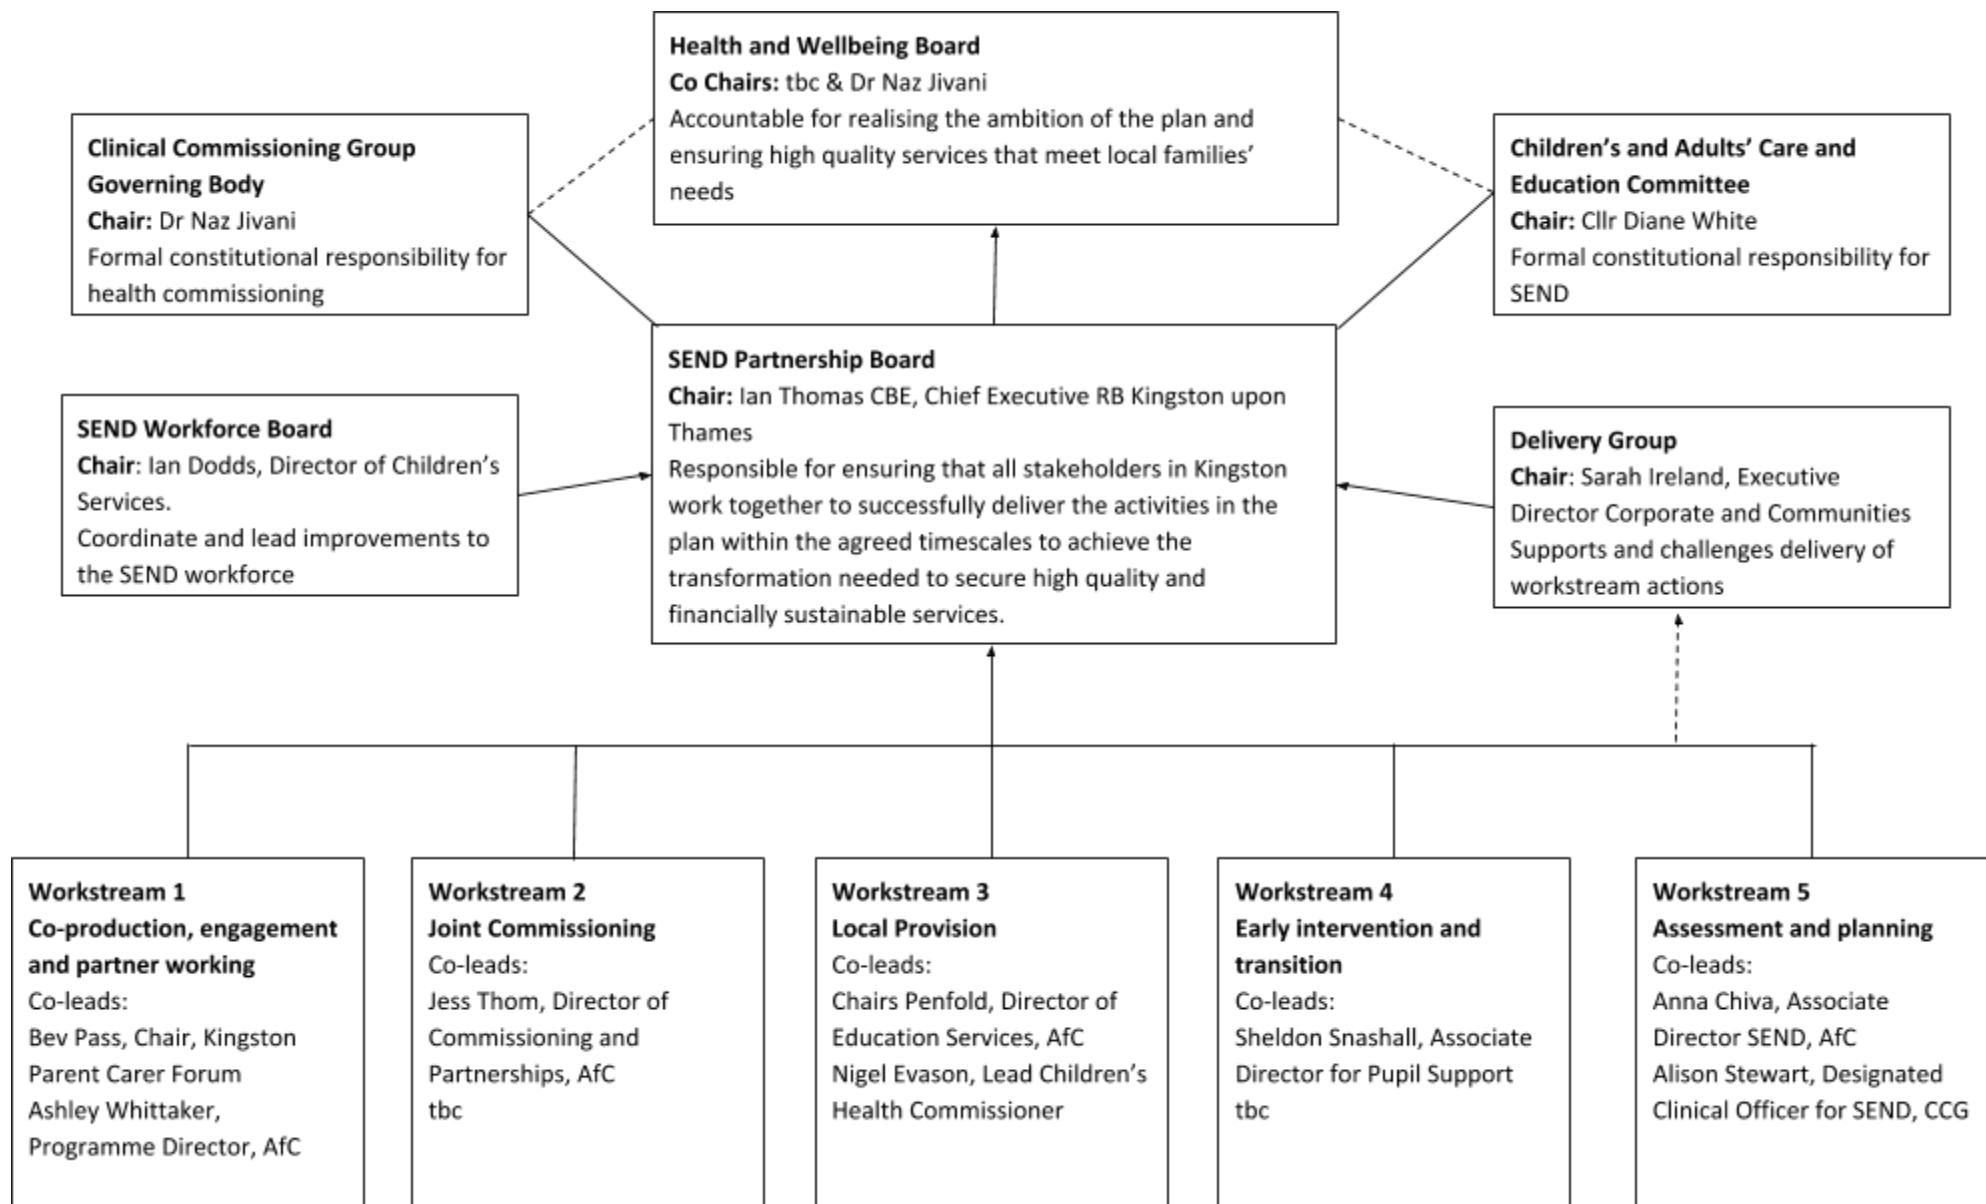 Health and Wellbeing Board
Co Chairs: tbc & Dr Naz Jivani
Accountable for realising the ambition of the plan and
ensuring high quality services that meet local families’
needs
Clinical Commissioning Group
Governing Body
Chair: Dr Naz Jivani
Formal constitutional responsibility for
health commissioning
Children’s and Adults’ Care and
Education Committee
Chair: Cllr Diane White
Formal constitutional responsibility for
SEND
SEND Partnership Board
Chair: Ian Thomas CBE, Chief Executive RB Kingston upon
Thames
Responsible for ensuring that all stakeholders in Kingston
work together to successfully deliver the activities in the
plan within the agreed timescales to achieve the
transformation needed to secure high quality and
financially sustainable services.
SEND Workforce Board
Chair: Ian Dodds, Director of Children’s
Services.
Coordinate and lead improvements to
the SEND workforce
Delivery Group
Chair: Sarah Ireland, Executive
Director Corporate and Communities
Supports and challenges delivery of
workstream actions
Workstream 1
Co-production, engagement
and partner working
Co-leads:
Bev Pass, Chair, Kingston
Parent Carer Forum
Ashley Whittaker,
Programme Director, AfC
Workstream 2
Joint Commissioning
Co-leads:
Jess Thom, Director of
Commissioning and
Partnerships, AfC
tbc
Workstream 3
Local Provision
Co-leads:
Chairs Penfold, Director of
Education Services, AfC
Nigel Evason, Lead Children’s
Health Commissioner
Workstream 4
Early intervention and
transition
Co-leads:
Sheldon Snashall, Associate
Director for Pupil Support
tbc
Workstream 5
Assessment and planning
Co-leads:
Anna Chiva, Associate
Director SEND, AfC
Alison Stewart, Designated
Clinical Officer for SEND, CCG